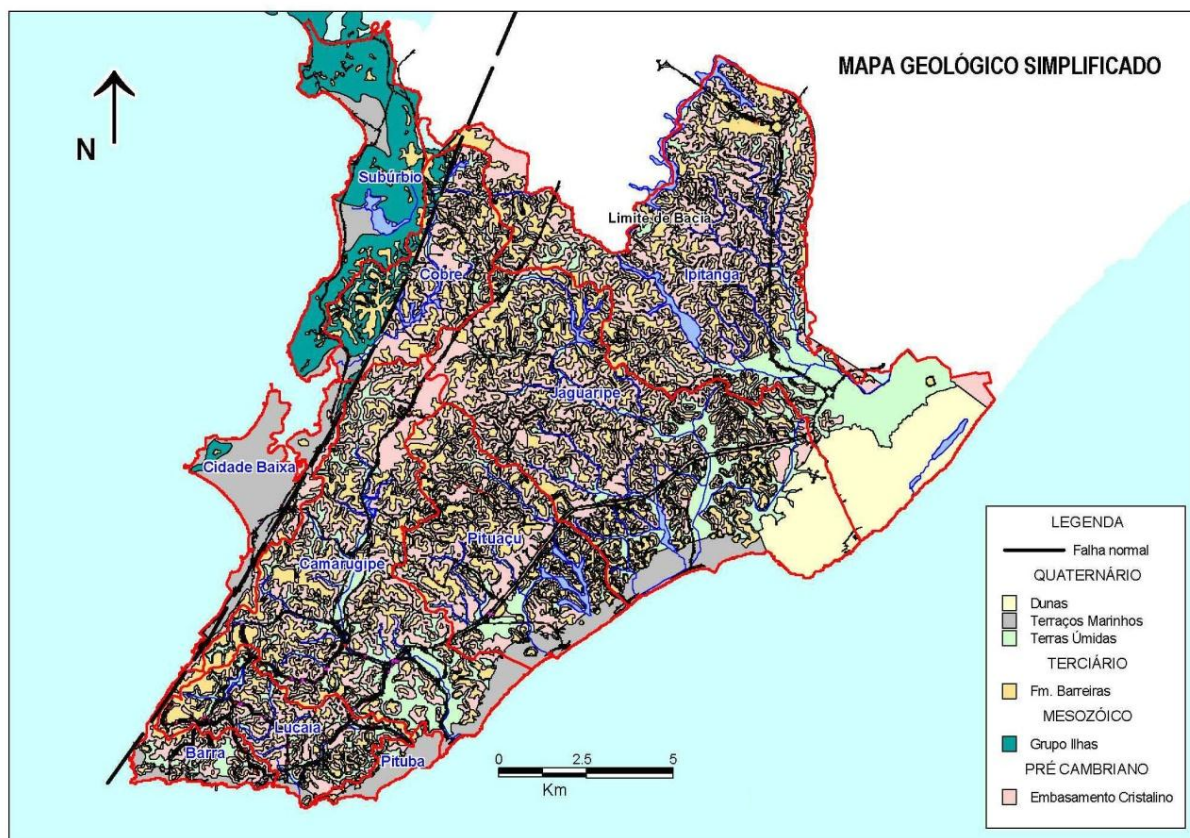 MAPA GEOLÓGICO SIMPLIFICADO
N
Subúrbio
Limite de Bacia
Cobre
Ipitanga
Jaguaripe
Cidade Baixa
Pituaçu
Camarugipe
Lucaia
Barra
Pituba
0 2.5 5
Km
LEGENDA
Falha normal
QUATERNÁRIO
Dunas
Terraços Marinhos
Terras Úmidas
TERCIÁRIO
Fm. Barreiras
MESOZÓICO
Grupo Ilhas
PRÉ CAMBRIANO
Embasamento Cristalino